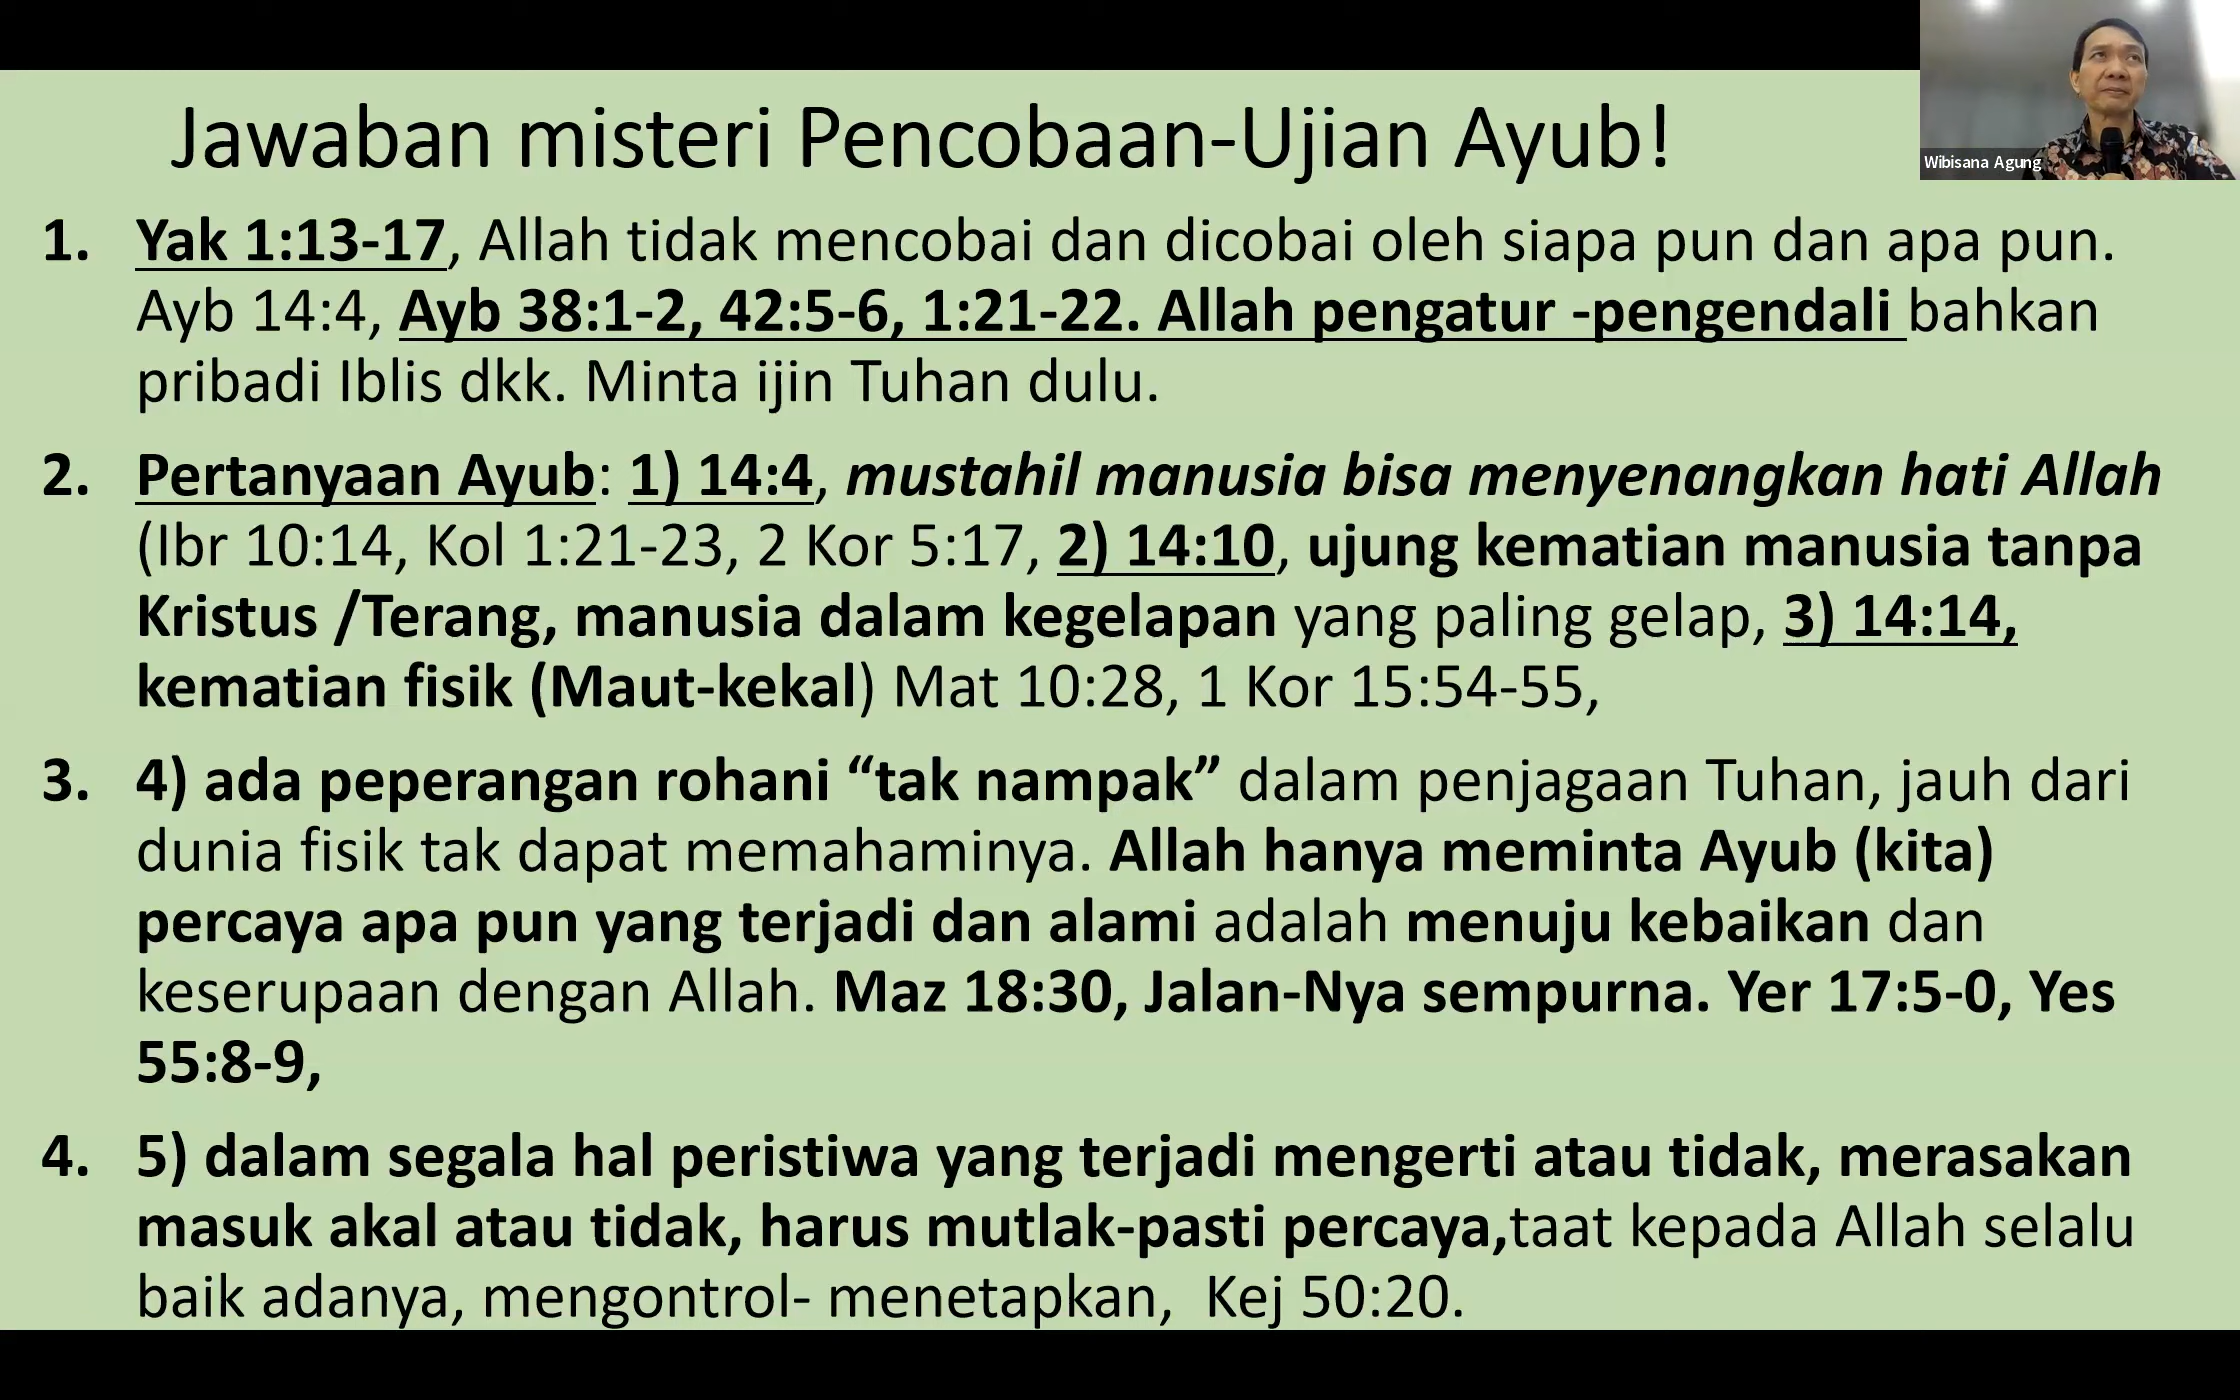 Jawaban misteri Pencobaan-Ujian Ayub!
Wibisana Agung
1. Yak 1:13-17, Allah tidak mencobai dan dicobai oleh siapa pun dan apa pun.
Ayb 14:4, Ayb 38:1-2, 42:5-6, 1:21-22. Allah pengatur -pengendali bahkan
pribadi Iblis dkk. Minta ijin Tuhan dulu.
2. Pertanyaan Ayub: 1) 14:4, mustahil manusia bisa menyenangkan hati Allah
(Ibr 10:14, Kol 1:21-23, 2 Kor 5:17, 2) 14:10, ujung kematian manusia tanpa
Kristus /Terang, manusia dalam kegelapan yang paling gelap, 3) 14:14,
kematian fisik (Maut-kekal) Mat 10:28, 1 Kor 15:54-55,
3. 4) ada peperangan rohani “tak nampak” dalam penjagaan Tuhan, jauh dari
dunia fisik tak dapat memahaminya. Allah hanya meminta Ayub (kita)
percaya apa pun yang terjadi dan alami adalah menuju kebaikan dan
keserupaan dengan Allah. Maz 18:30, Jalan-Nya sempurna. Yer 17:5-0, Yes
55:8-9,
4. 5) dalam segala hal peristiwa yang terjadi mengerti atau tidak, merasakan
masuk akal atau tidak, harus mutlak-pasti percaya,taat kepada Allah selalu
baik adanya, mengontrol- menetapkan, Kej 50:20.